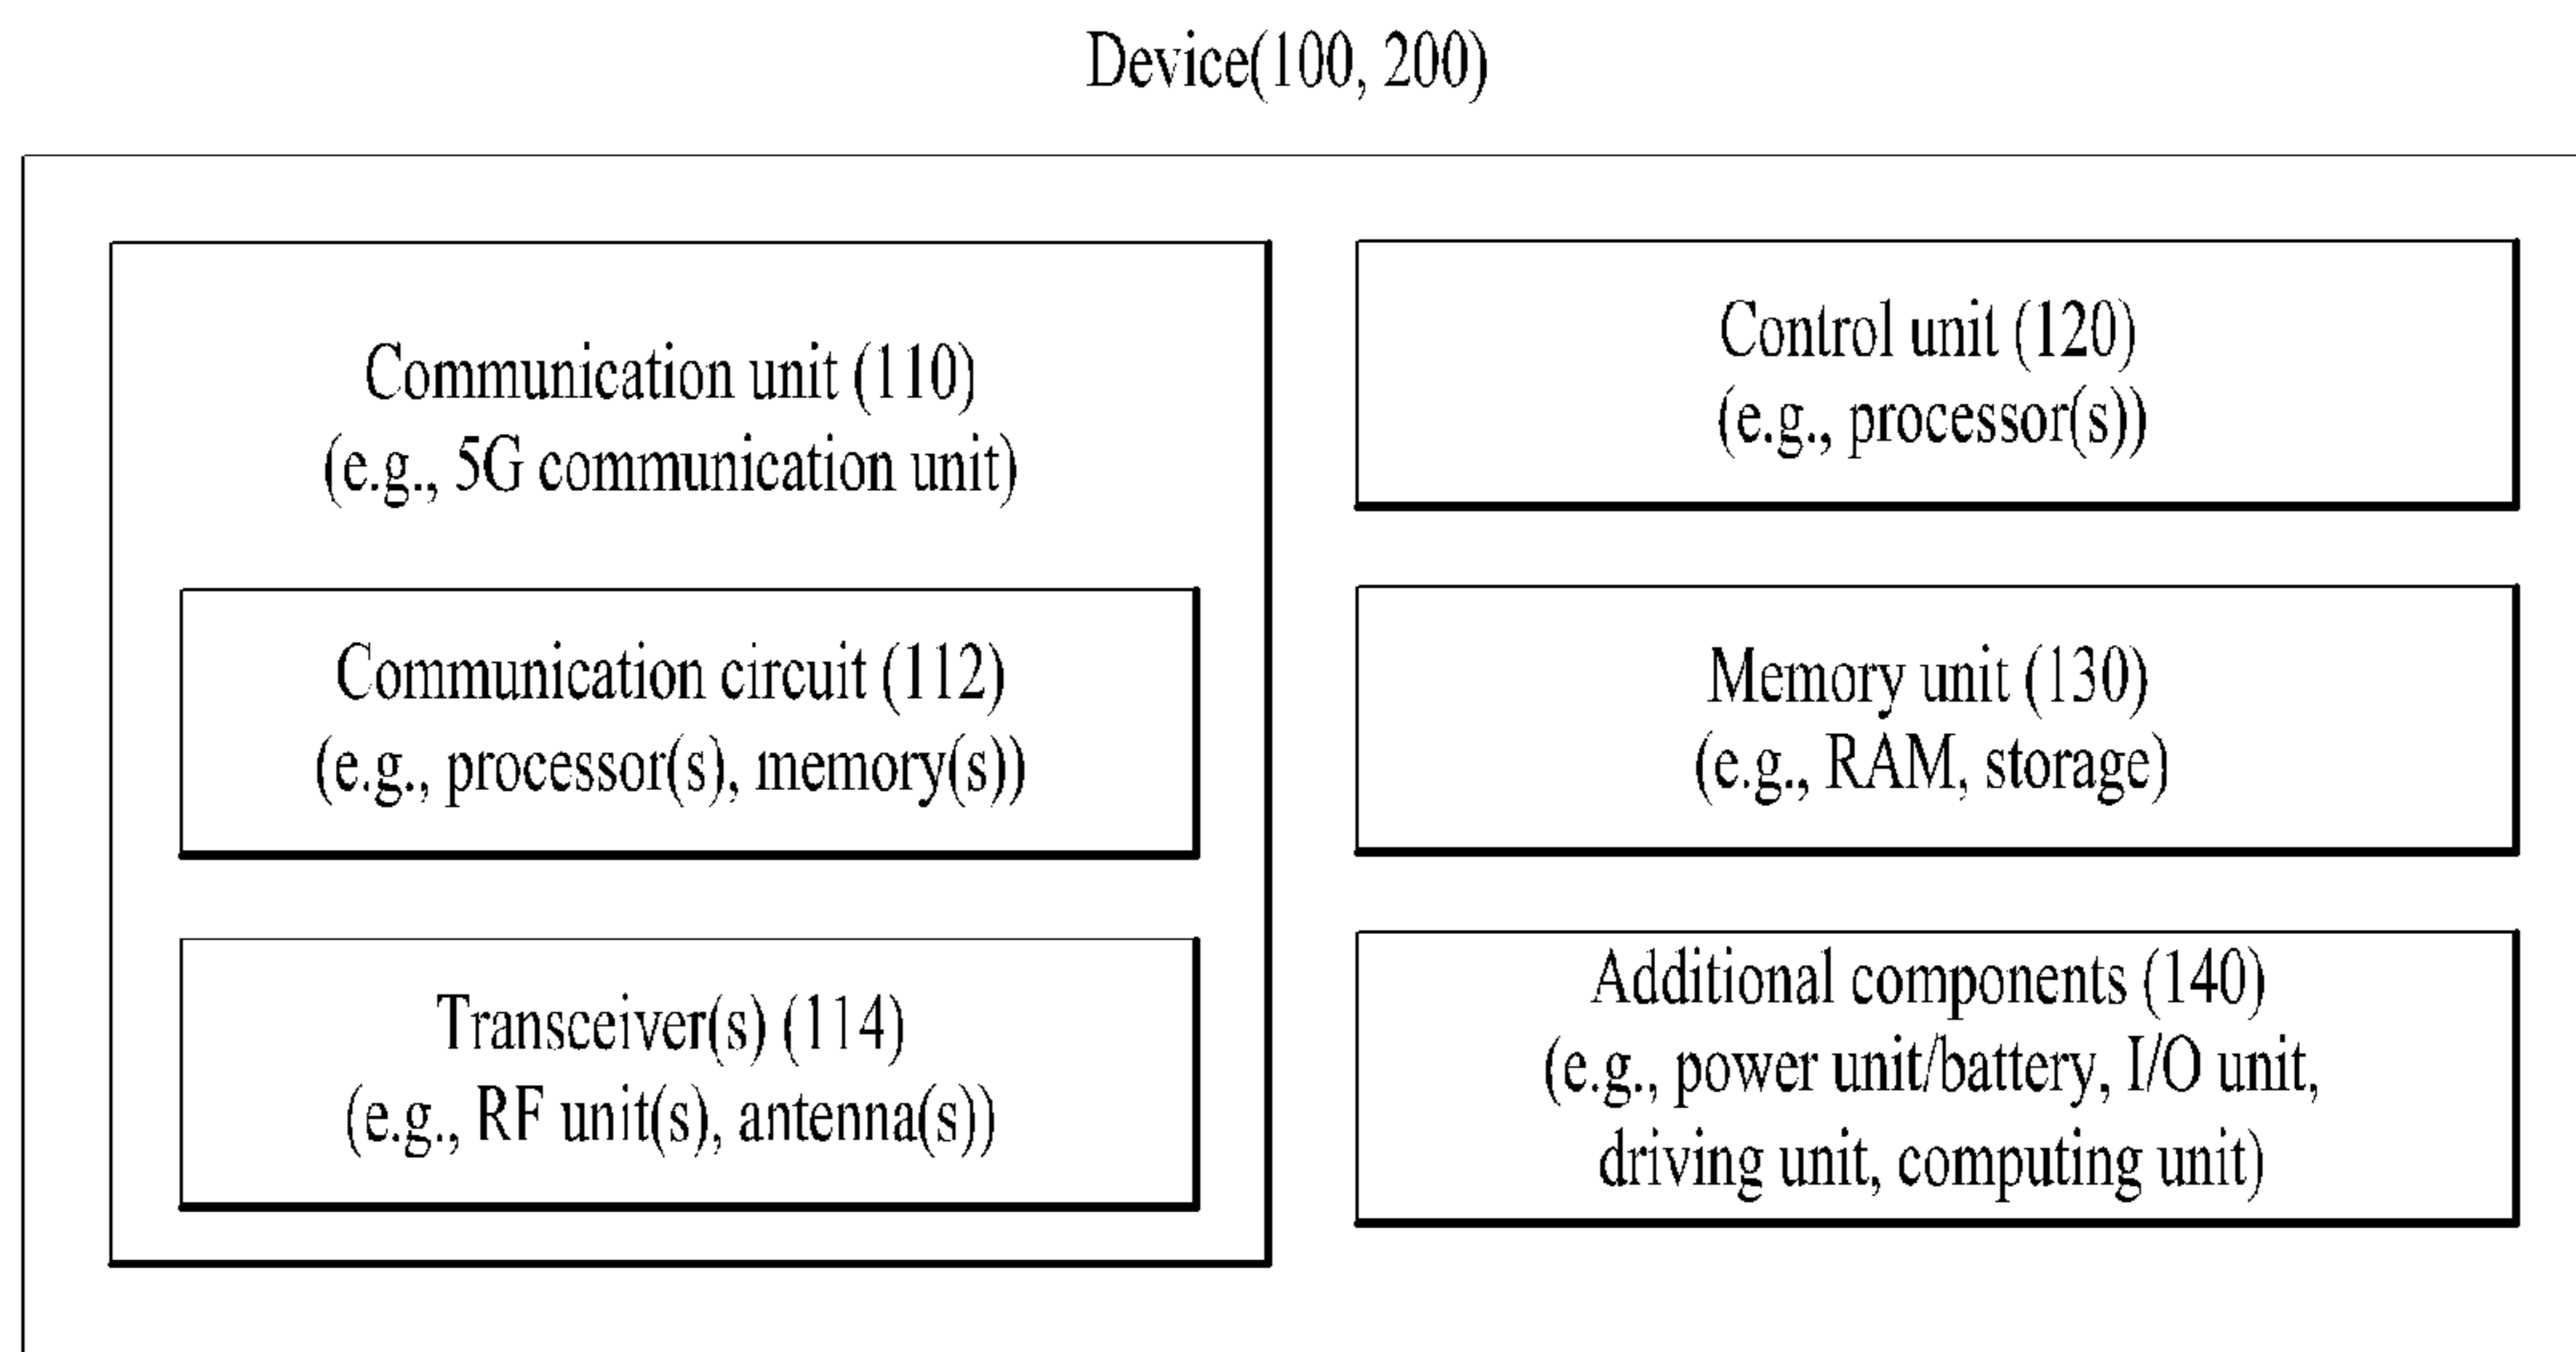 Device(100, 200)
Communication unit (110)
(e.g., 5G communication unit)
Communication circuit (112)
(e.g., processor(s), memory(s))
Transceiver(s) (114)
(e.g., RF unit(s), antenna(s))
Control unit (120)
(e.g., processor(s))
Memory unit (130)
(e.g., RAM, storage)
Additional components (140)
(e.g., power unit/battery, I/O unit,
driving unit, computing unit)